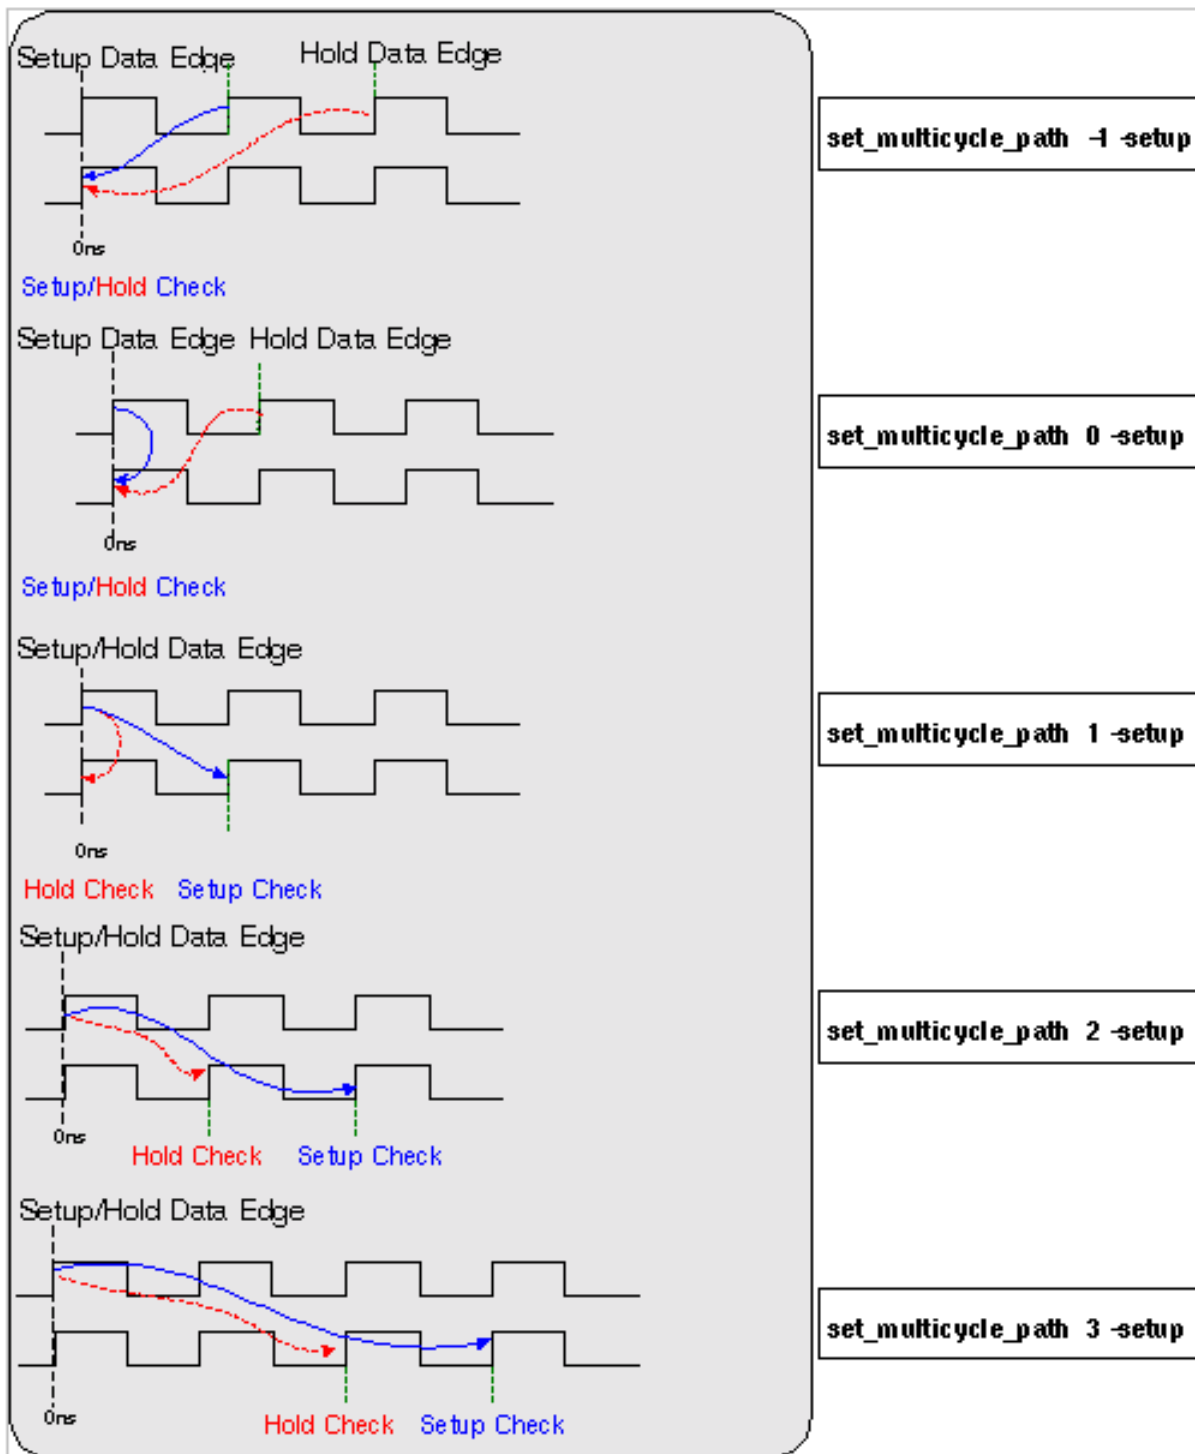 Setup Data Edge Hold Data Edge
set_multicycle_path -1 -setup
0ns
Setup/Hold Check
Setup Data Edge Hold Data Edge
set_multicycle_path 0 -setup
0ns
Setup/Hold Check
Setup/Hold Data Edge
set_multicycle_path 1 -setup
0ns
Hold Check Setup Check
Setup/Hold Data Edge
set_multicycle_path 2 -setup
0ns
Hold Check Setup Check
Setup/Hold Data Edge
set_multicycle_path 3 -setup
0ns
Hold Check Setup Check